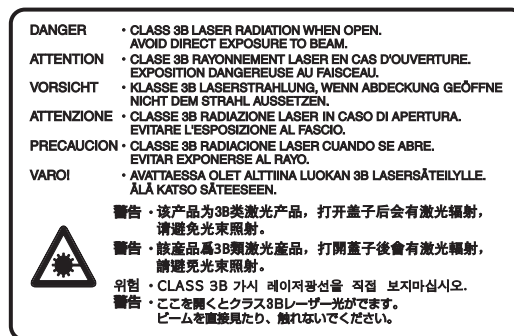 DANGER · CLASS 3B LASER RADIATION WHEN OPEN.
AVOID DIRECT EXPOSURE TO BEAM.
ATTENTION · CLASE 3B RAYONNEMENT LASER EN CAS D'OUVERTURE.
EXPOSITION DANGEREUSE AU FAISCEAU.
VORSICHT · KLASSE 3B LASERSTRAHLUNG, WENN ABDECKUNG GEÖFFNE
NICHT DEM STRAHL AUSSETZEN.
ATTENZIONE · CLASSE 3B RADIAZIONE LASER IN CASO DI APERTURA.
EVITARE L'ESPOSIZIONE AL FASCIO.
PRECAUCION · CLASSE 3B RADIACIONE LASER CUANDO SE ABRE.
EVITAR EXPONERSE AL RAYO.
VAROI · AVATTAESSA OLET ALTTIINA LUOKAN 3B LASERSÄTEILYLLE.
ÄLÄ KATSO SÄTEESEEN.
警告 · 该产品为3B类激光产品，打开盖子后会有激光辐射，
请避免光束照射。
警告 · 該産品爲3B類激光産品，打開蓋子後會有激光輻射，
請避免光束照射。
위험 · CLASS 3B 가시 레이저광선을 직접 보지마십시오.
警告 · ここを開くとクラス3Bレーザー光がでます。
ビームを直接見たり、触れないでください。